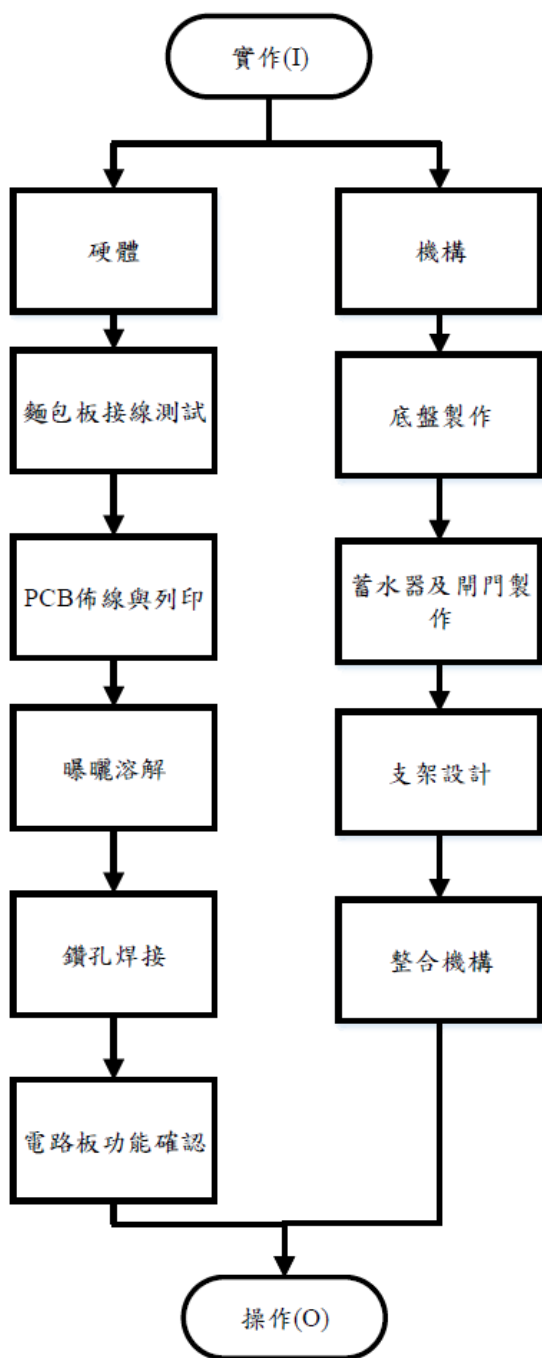 實作(I)
硬體
機構
麵包板接線測試
底盤製作
PCB佈線與列印
蓄水器及閘門製
作
曝曬溶解
支架設計
鑽孔焊接
整合機構
電路板功能確認
操作(O)